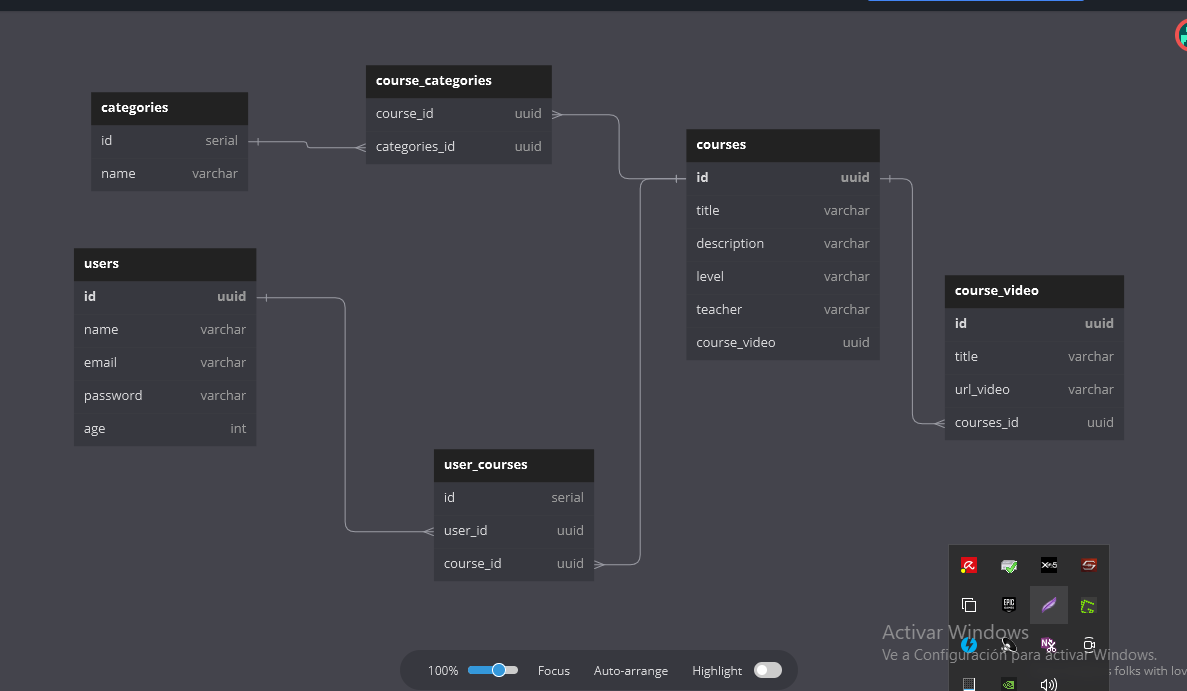 categories
id serial
name varchar
course_categories
course_id uuid
categories_id uuid
courses
id uuid
title varchar
description varchar
level varchar
teacher varchar
course_video uuid
users
id uuid
name varchar
email varchar
password varchar
age int
course_video
id uuid
title varchar
url_video varchar
courses_id uuid
user_courses
id serial
user_id uuid
course_id uuid
EPIC
Activar Windows
Ve a Configuración para activar Windows.
100% Focus Auto-arrange Highlight
folks with lov